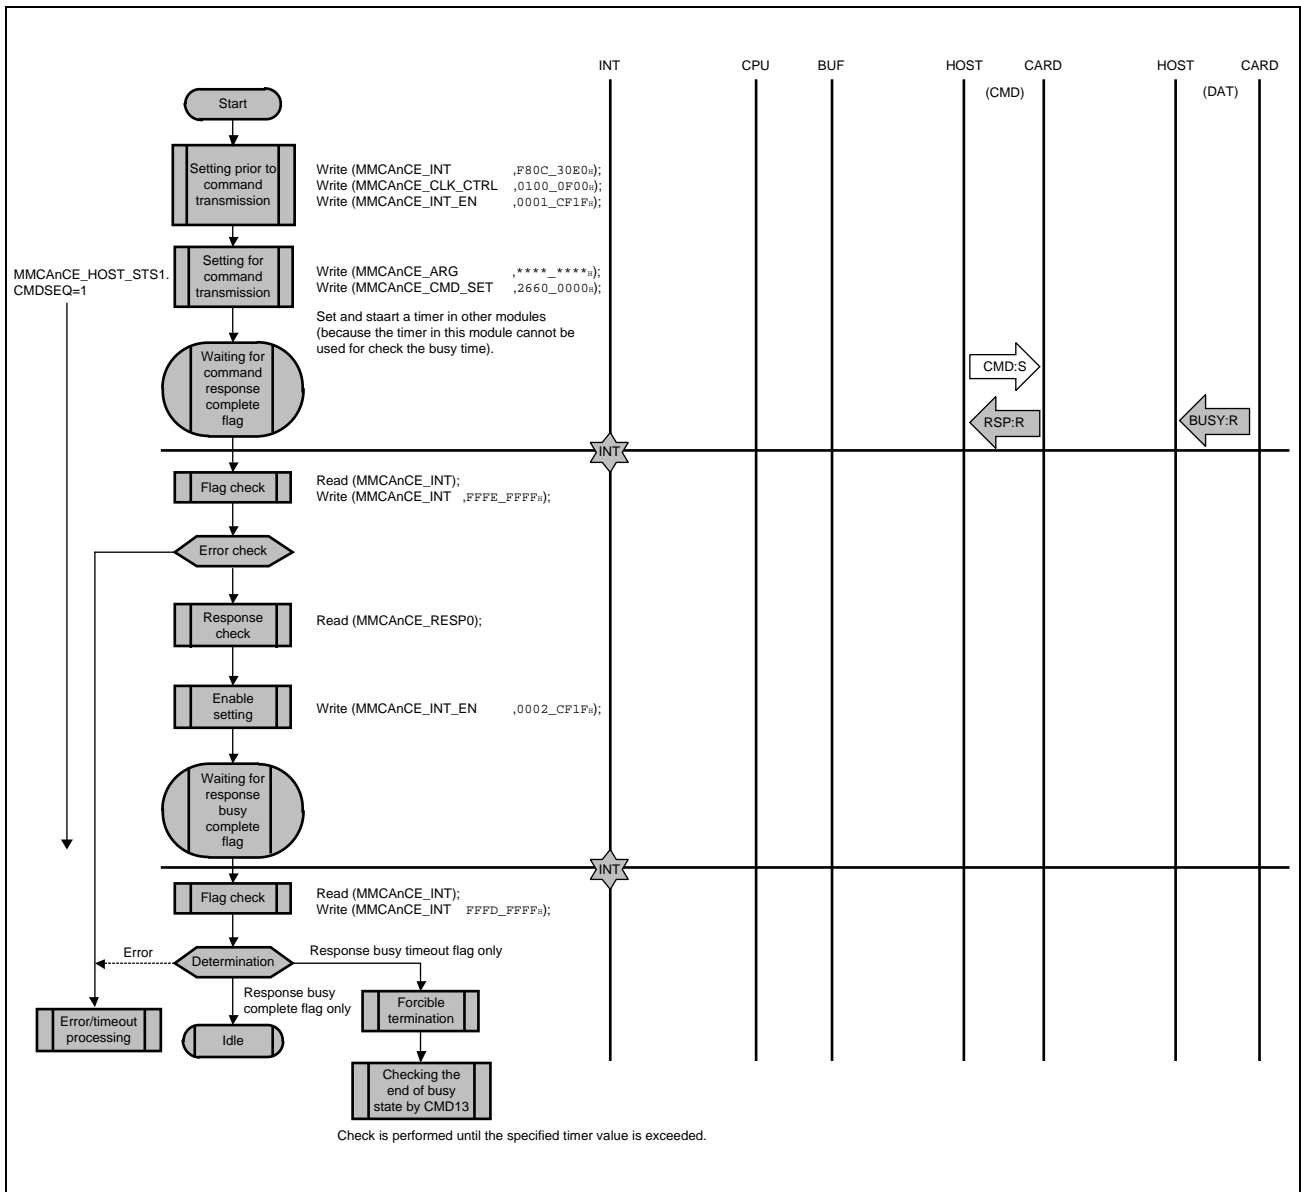 INT CPU BUF HOST CARD HOST CARD
(CMD) (DAT)
Start
Setting prior to
command
transmission
Write (MMCAnCE_INT ,F80C_30E0H);
Write (MMCAnCE_CLK_CTRL ,0100_0F00H);
Write (MMCAnCE_INT_EN ,0001_CF1FH);
MMCAnCE_HOST_STS1.
CMDSEQ=1
Setting for
command
transmission
Write (MMCAnCE_ARG ,****_****H);
Write (MMCAnCE_CMD_SET ,2660_0000H);
Set and staart a timer in other modules
(because the timer in this module cannot be
used for check the busy time).
Waiting for
command
response
complete
flag
CMD:S
RSP:R
BUSY:R
INT
Flag check
Read (MMCAnCE_INT);
Write (MMCAnCE_INT ,FFFE_FFFFH);
Error check
Response
check
Read (MMCAnCE_RESP0);
Enable
setting
Write (MMCAnCE_INT_EN ,0002_CF1FH);
Waiting for
response
busy
complete
flag
INT
Flag check
Read (MMCAnCE_INT);
Write (MMCAnCE_INT FFFD_FFFFH);
Error
Determination
Response busy timeout flag only
Response busy
complete flag only
Forcible
termination
Error/timeout
processing
Idle
Checking the
end of busy
state by CMD13
Check is performed until the specified timer value is exceeded.